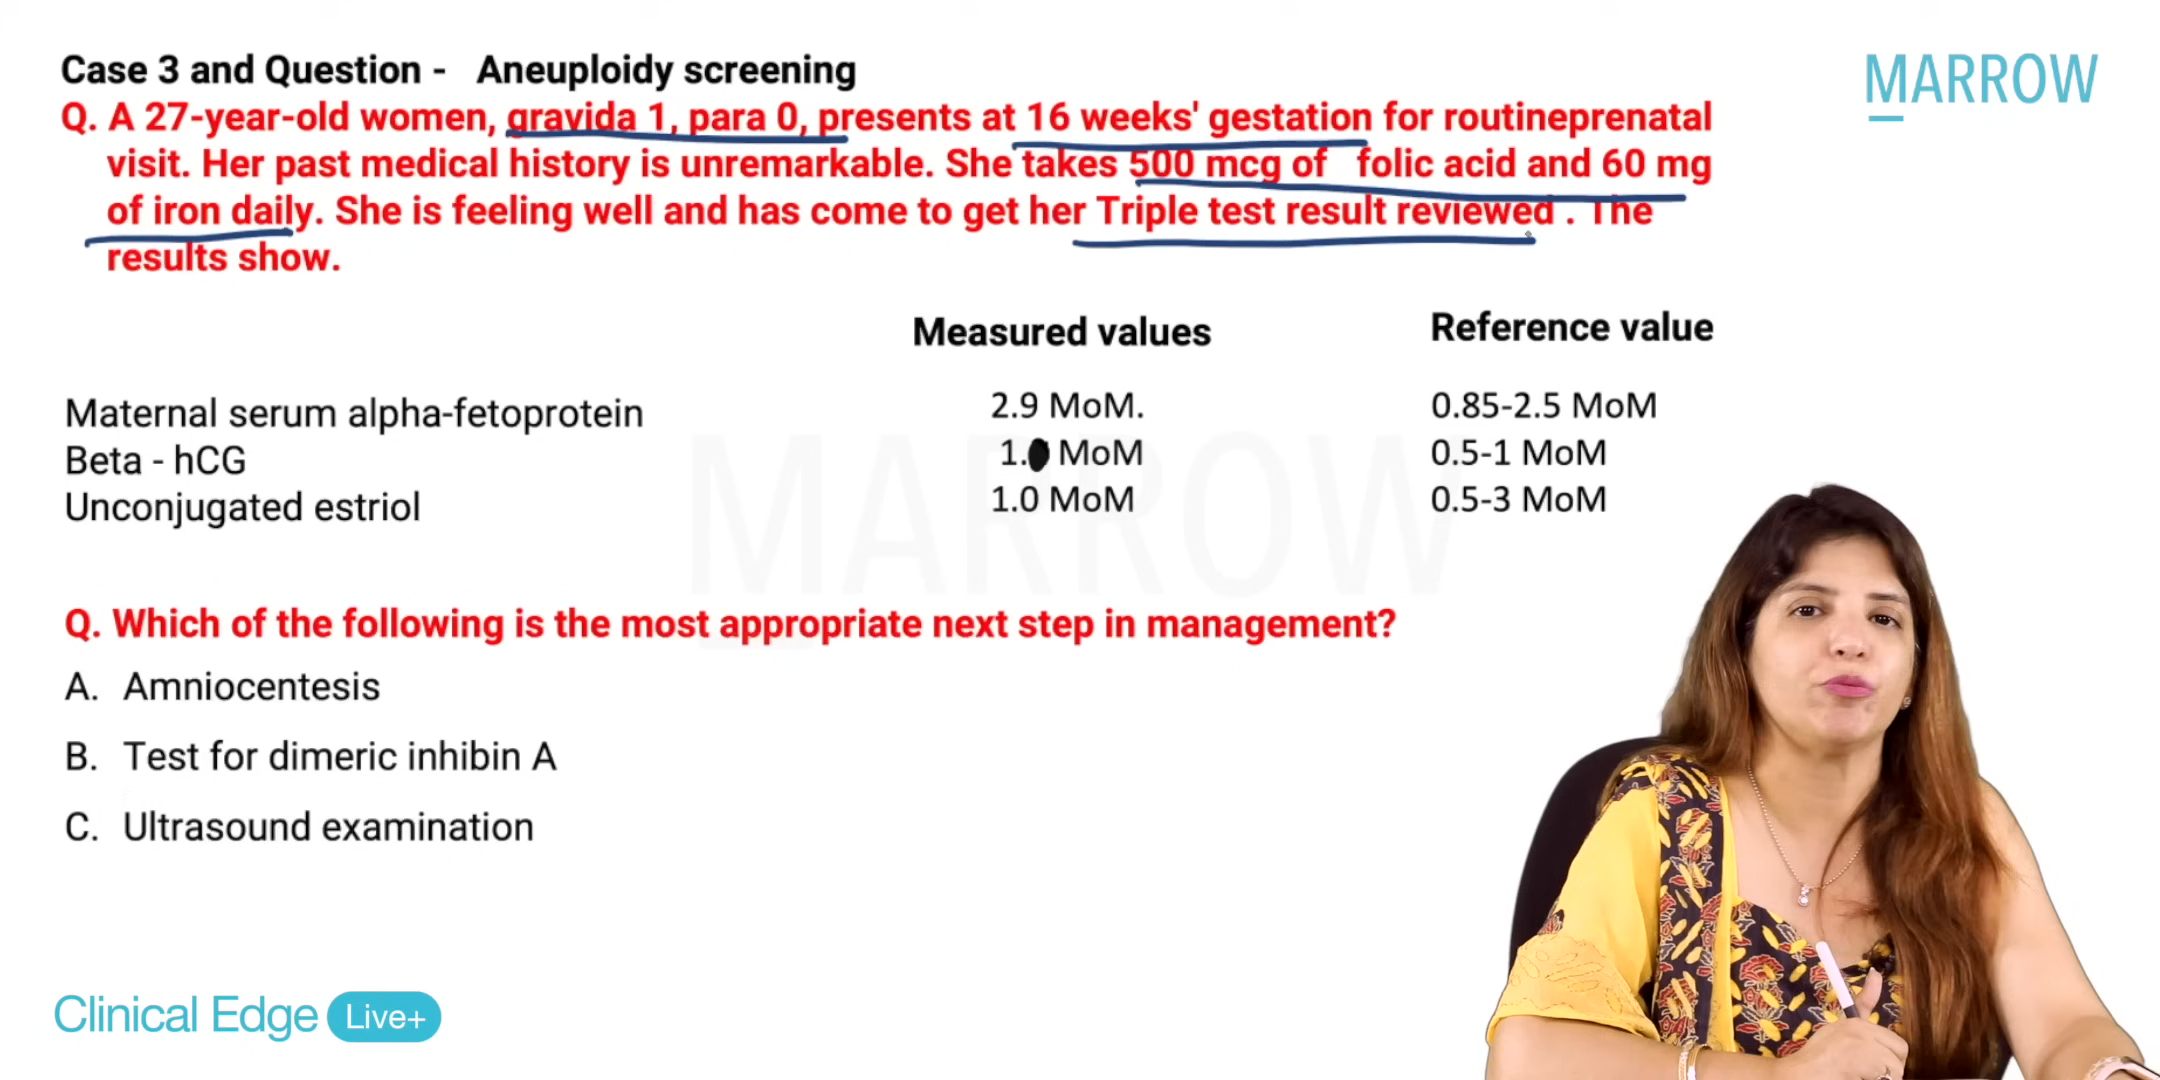 Case 3 and Question - Aneuploidy screening
MARROW
Q. A 27-year-old women, gravida 1, para 0, presents at 16 weeks' gestation for routineprenatal
visit. Her past medical history is unremarkable. She takes 500 mcg of folic acid and 60 mg
of iron daily. She is feeling well and has come to get her Triple test result reviewed . The
results show.
Measured values Reference value
Maternal serum alpha-fetoprotein 2.9 MoM. 0.85-2.5 MoM
Beta - hCG 1. MoM 0.5-1 MoM
Unconjugated estriol 1.0 MoM 0.5-3 MoM
MARROW
Q. Which of the following is the most appropriate next step in management?
A. Amniocentesis
B. Test for dimeric inhibin A
C. Ultrasound examination
Clinical Edge Live+